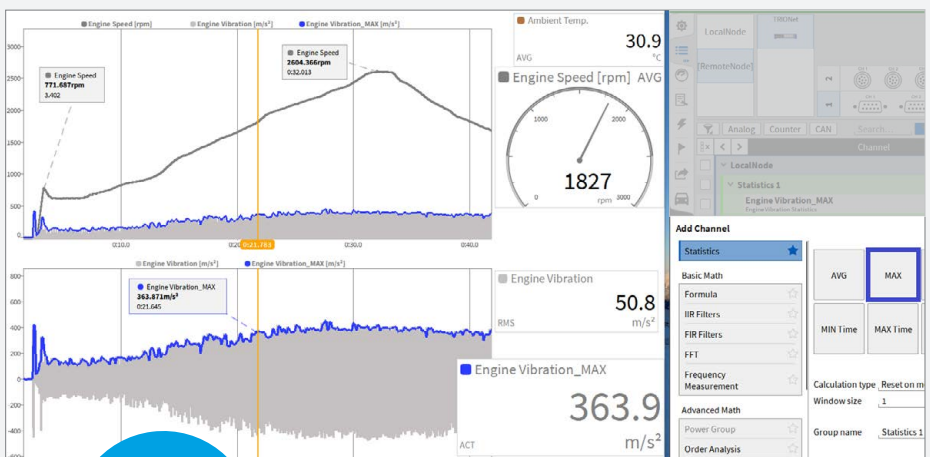 Engine Speed [rpm] Engine Vibration [m/s²] Engine Vibration_MAX [m/s²]
3000
2500
2000
1500
1000
500
0
Engine Speed
771.687rpm
3.402
Engine Speed
2604.366rpm
0:32.013
0:10.0
0:21.783
0:30.0
0:40.0
Engine Vibration [m/s²] Engine Vibration_MAX [m/s²]
800
600
400
200
0
-200
-400
Engine Vibration_MAX
363.871m/s²
0:21.645
Ambient Temp.
30.9
AVG °C
Engine Speed [rpm] AVG
1000
2000
1827
0
rpm 3000
Engine Vibration
50.8
RMS m/s²
Engine Vibration_MAX
363.9
ACT m/s²
LocalNode
TRIONet
[RemoteNode]
Analog Counter CAN Search
Channel
LocalNode
Statistics 1
Engine Vibration_MAX
Engine Vibration Statistics
Add Channel
Statistics
Basic Math
Formula
IIR Filters
FIR Filters
FFT
Frequency
Measurement
Advanced Math
Power Group
Order Analysis
AVG MAX
MIN Time MAX Time
Calculation type Reset on m
Window size 1
Group name Statistics 1